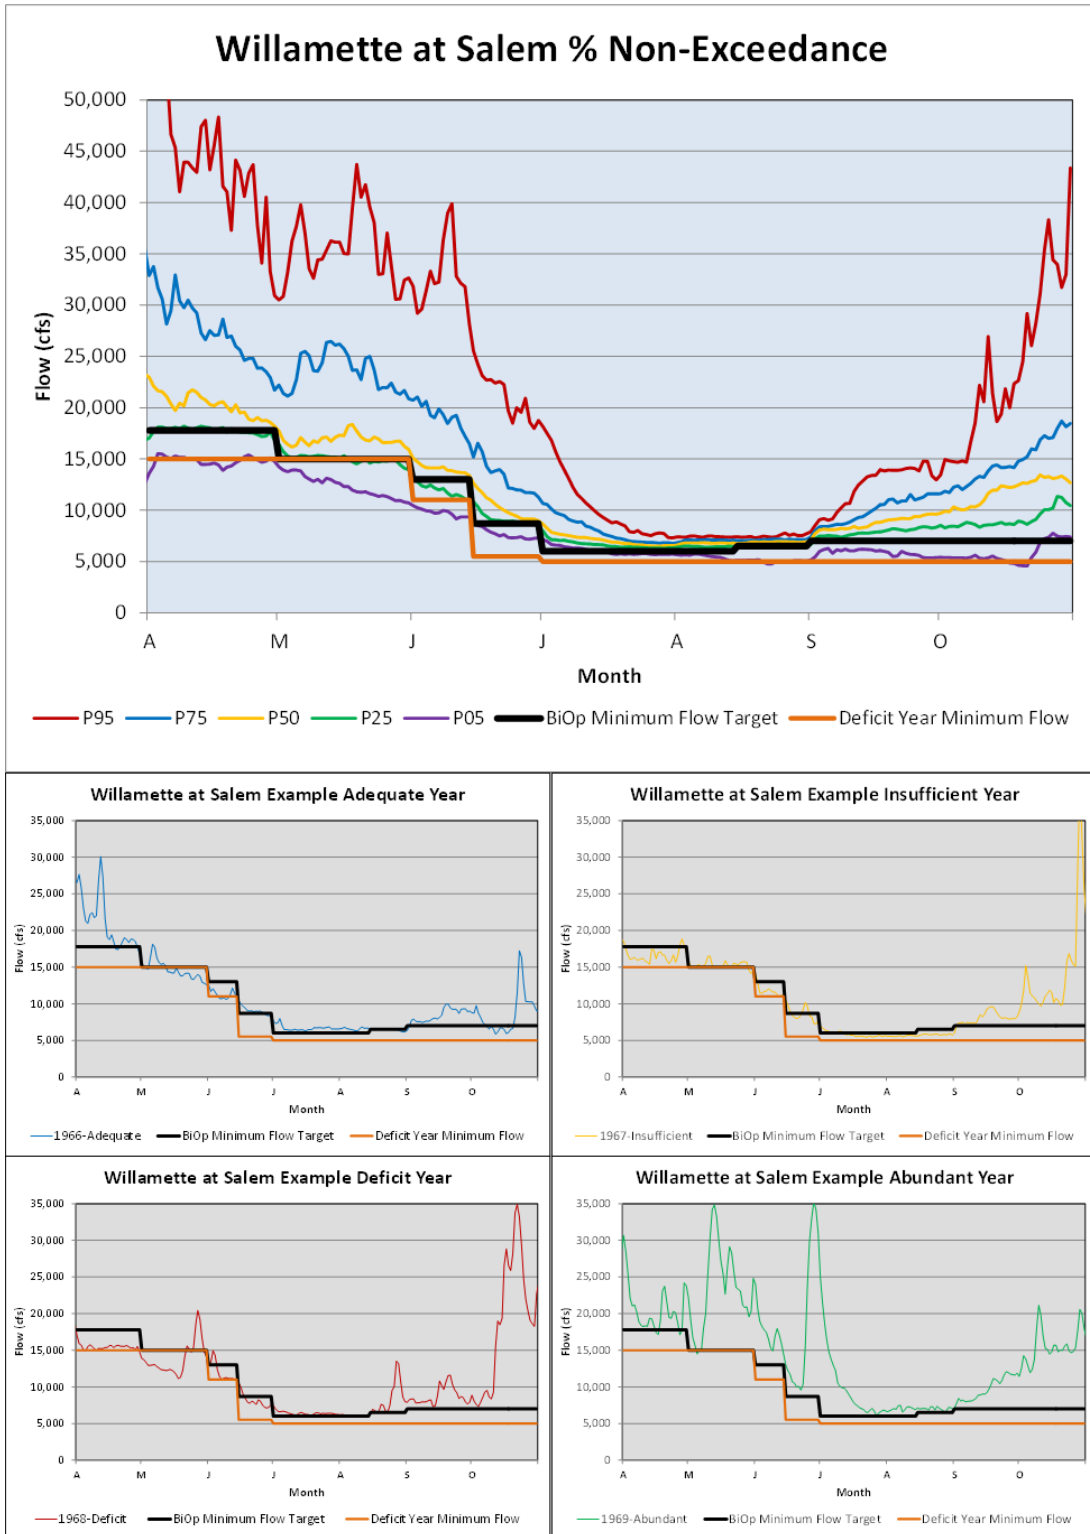 Willamette at Salem % Non-Exceedance
50,000
45,000
40,000
35,000
30,000
25,000
20,000
15,000
10,000
5,000
0
Flow (cfs)
A M J J A S O
Month
P95 P75 P50 P25 P05 BiOp Minimum Flow Target Deficit Year Minimum Flow
Willamette at Salem Example Adequate Year
35,000
30,000
25,000
20,000
15,000
10,000
5,000
0
Flow (cfs)
A M J J A S O
Month
1966-Adequate BiOp Minimum Flow Target Deficit Year Minimum Flow
Willamette at Salem Example Insufficient Year
35,000
30,000
25,000
20,000
15,000
10,000
5,000
0
Flow (cfs)
A M J J A S O
Month
1967-Insufficient BiOp Minimum Flow Target Deficit Year Minimum Flow
Willamette at Salem Example Deficit Year
35,000
30,000
25,000
20,000
15,000
10,000
5,000
0
Flow (cfs)
A M J J A S O
Month
1968-Deficit BiOp Minimum Flow Target Deficit Year Minimum Flow
Willamette at Salem Example Abundant Year
35,000
30,000
25,000
20,000
15,000
10,000
5,000
0
Flow (cfs)
A M J J A S O
Month
1969-Abundant BiOp Minimum Flow Target Deficit Year Minimum Flow